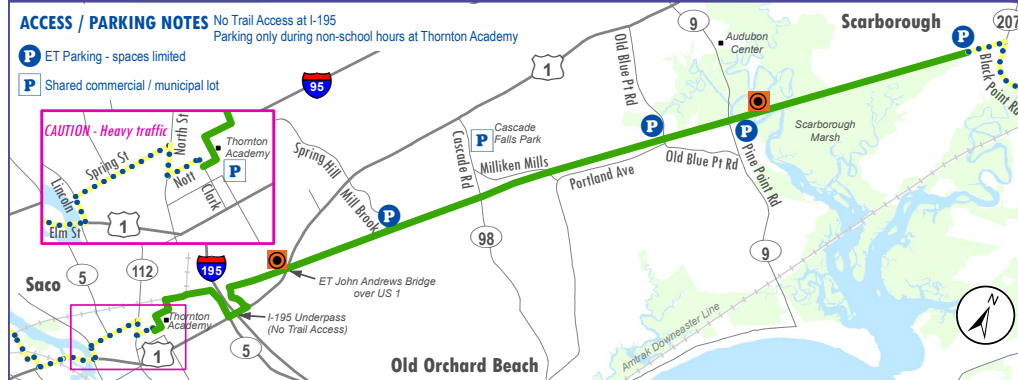 ACCESS / PARKING NOTES
No Trail Access at I-195
Parking only during non-school hours at Thornton Academy
P ET Parking - spaces limited
P Shared commercial / municipal lot
CAUTION - Heavy traffic
North St
Spring St
Thornton
Academy
P
Nott
Clark
Lincoln
Elm St
1
95
1
9
Audubon
Center
Scarborough
207
P
Black Point Rd
Old Blue Pt Rd
Scarborough
Marsh
P
P
Old Blue Pt Rd
Pine Point Rd
P
Cascade
Falls Park
Cascade Rd
Milliken Mills
Portland Ave
Spring Hill
Mill Brook
P
98
9
195
ET John Andrews Bridge
over US 1
Saco
5
112
Thornton
Academy
1
I-195 Underpass
(No Trail Access)
5
Old Orchard Beach
Amtrak Downeaster Line
N